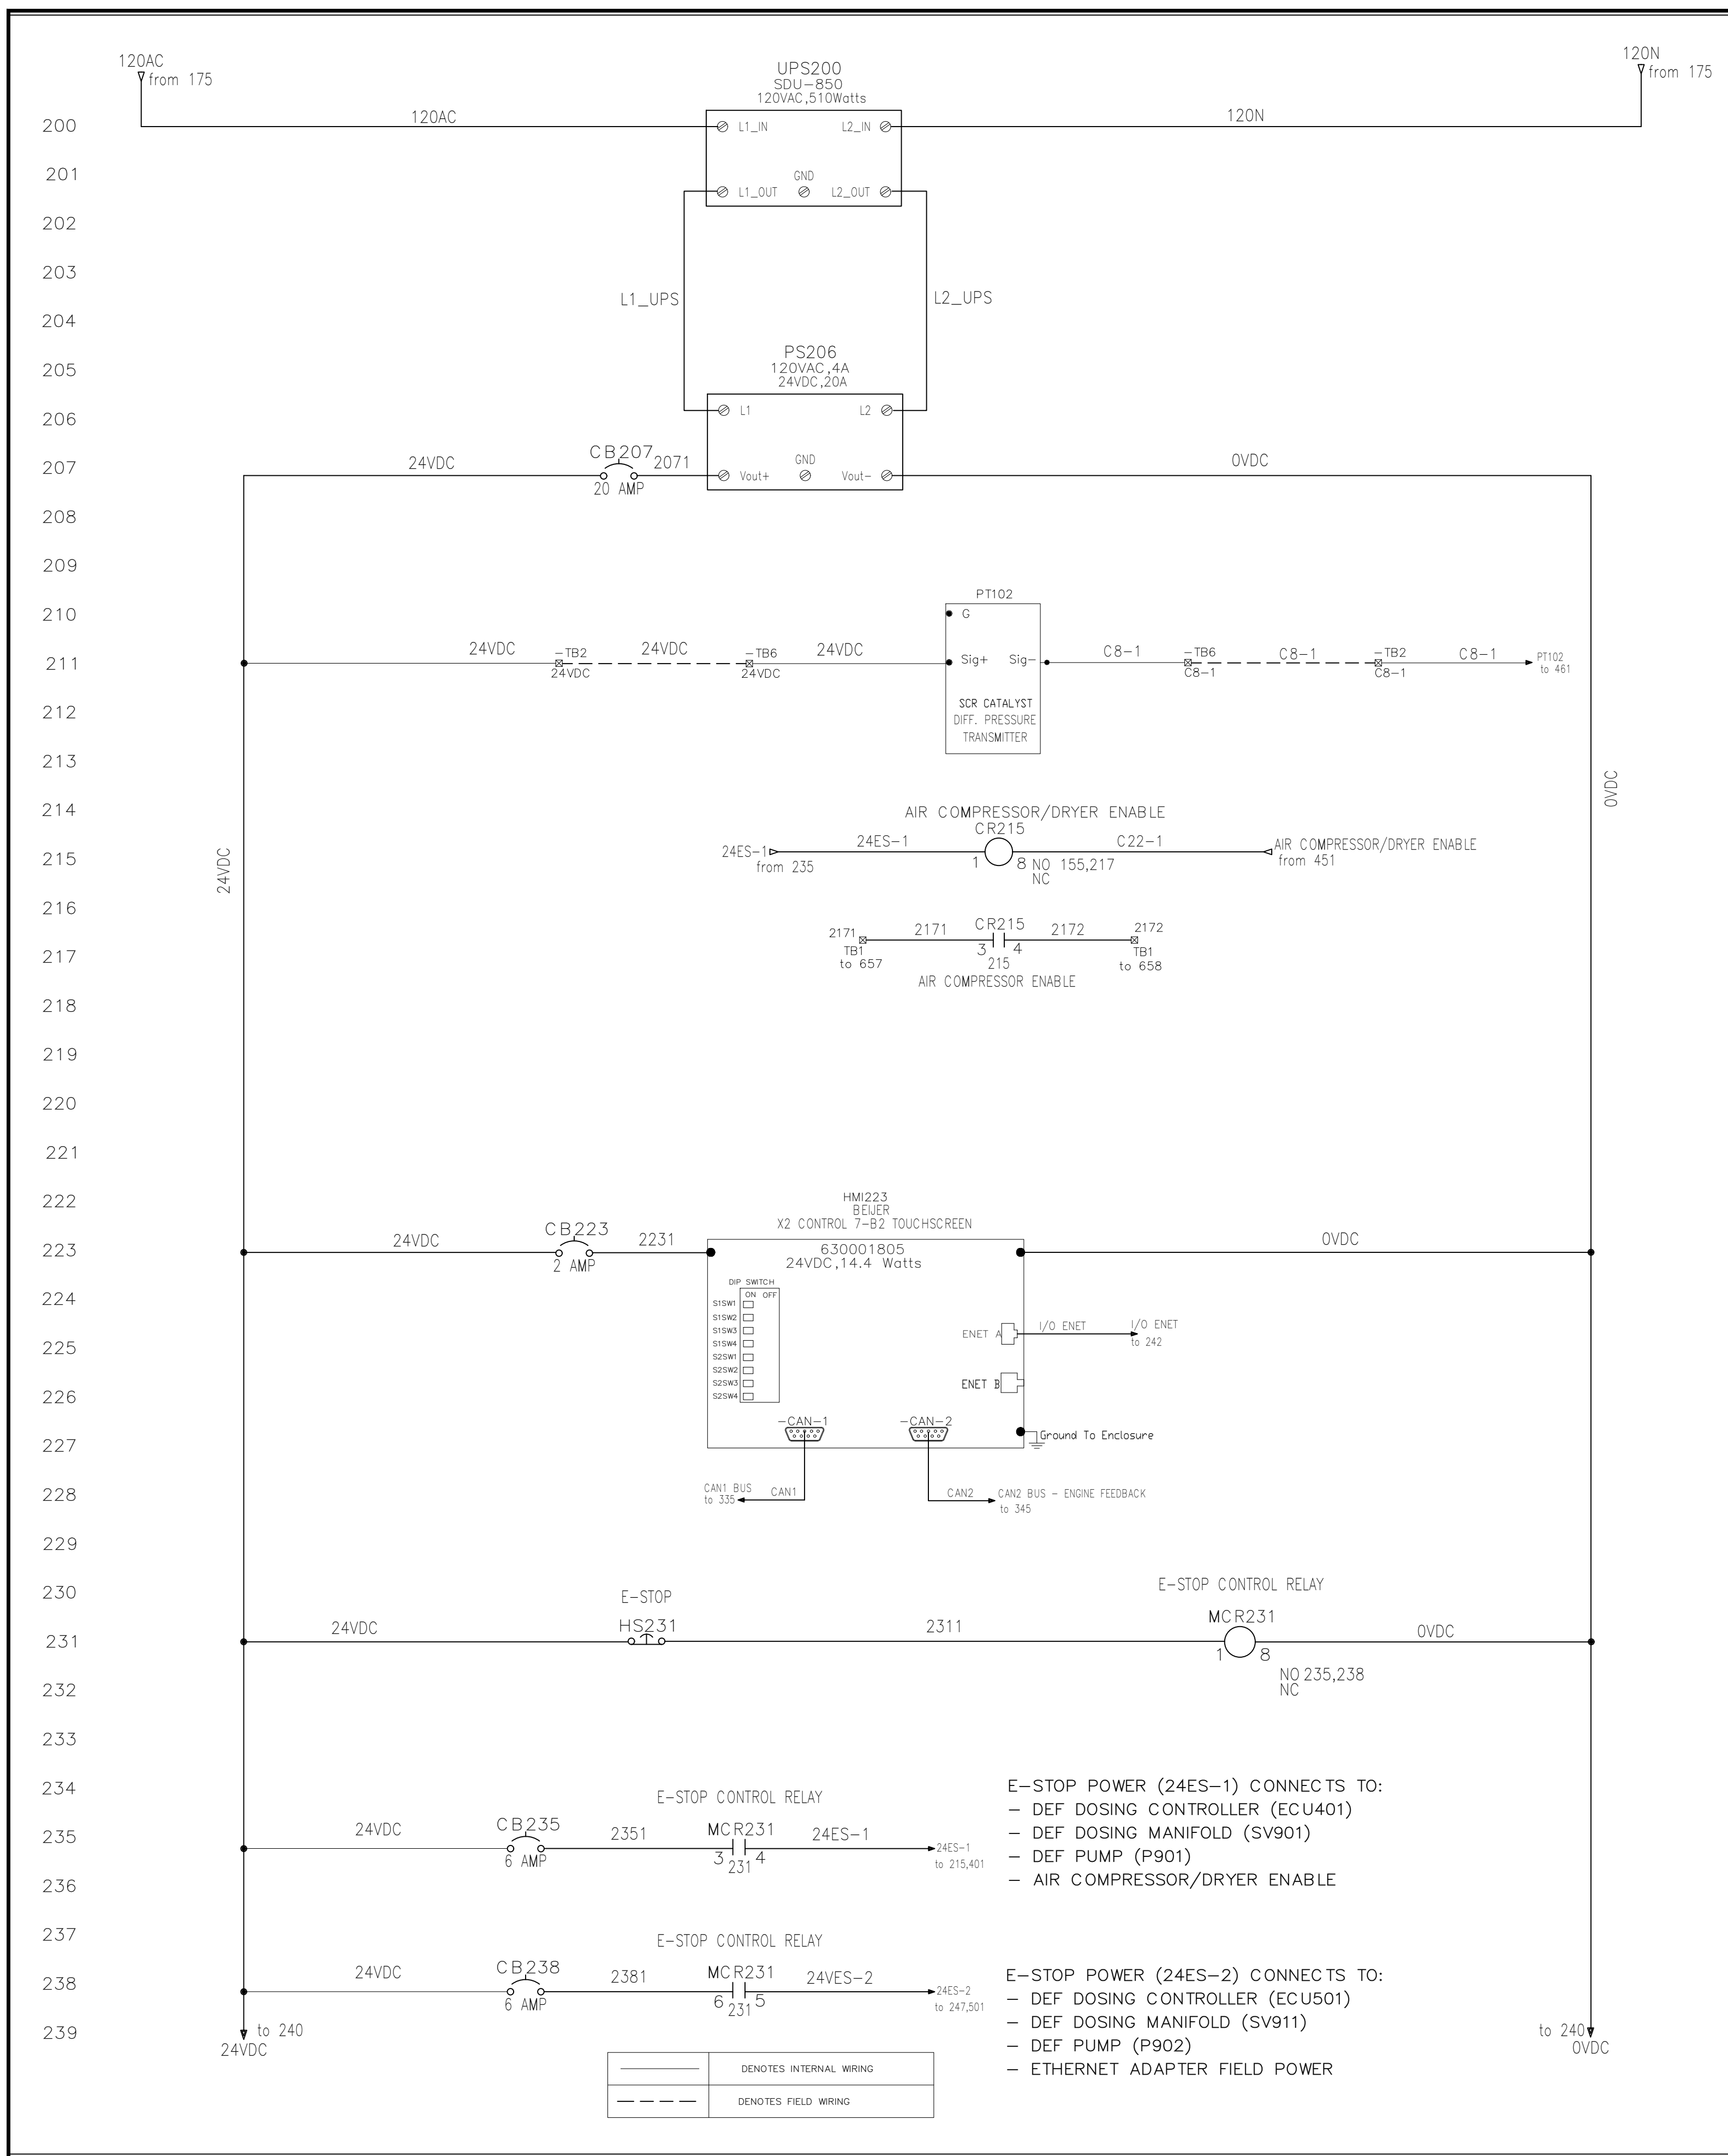 120AC
from 175
UPS200
SDU-850
120VAC,510Watts
120N
from 175
200
120AC
L1_IN
L2_IN
120N
201
GND
L1_OUT
L2_OUT
202
203
L1_UPS
L2_UPS
204
PS206
205
120VAC,4A
24VDC,20A
206
L1
L2
207
24VDC
CB207
20 AMP
2071
Vout+
GND
Vout-
0VDC
208
209
210
PT102
G
211
24VDC
-TB2
24VDC
24VDC
-TB6
24VDC
24VDC
Sig+
Sig-
C8-1
-TB6
C8-1
C8-1
-TB2
C8-1
C8-1
PT102
to 461
212
SCR CATALYST
DIFF. PRESSURE
TRANSMITTER
213
24VDC
0VDC
214
AIR COMPRESSOR/DRYER ENABLE
CR215
215
24ES-1
from 235
24ES-1
1
8
NO 155,217
NC
C22-1
AIR COMPRESSOR/DRYER ENABLE
from 451
216
217
2171
TB1
to 657
2171
CR215
3
4
215
2172
2172
TB1
to 658
AIR COMPRESSOR ENABLE
218
219
220
221
222
HMI223
BEIJER
X2 CONTROL 7-B2 TOUCHSCREEN
223
24VDC
CB223
2 AMP
2231
630001805
24VDC,14.4 Watts
0VDC
224
DIP SWITCH
ON OFF
S1SW1
S1SW2
S1SW3
S1SW4
S2SW1
S2SW2
S2SW3
S2SW4
225
ENET A
I/O ENET
I/O ENET
to 242
226
ENET B
227
-CAN-1
-CAN-2
Ground To Enclosure
228
CAN1 BUS
to 335
CAN1
CAN2
CAN2 BUS - ENGINE FEEDBACK
to 345
229
230
E-STOP
E-STOP CONTROL RELAY
231
24VDC
HS231
2311
MCR231
1
8
0VDC
232
NO 235,238
NC
233
234
E-STOP CONTROL RELAY
235
24VDC
CB235
6 AMP
2351
MCR231
3
4
231
24ES-1
24ES-1
to 215,401
236
E-STOP POWER (24ES-1) CONNECTS TO:
- DEF DOSING CONTROLLER (ECU401)
- DEF DOSING MANIFOLD (SV901)
- DEF PUMP (P901)
- AIR COMPRESSOR/DRYER ENABLE
237
E-STOP CONTROL RELAY
238
24VDC
CB238
6 AMP
2381
MCR231
6
5
231
24VES-2
24ES-2
to 247,501
E-STOP POWER (24ES-2) CONNECTS TO:
- DEF DOSING CONTROLLER (ECU501)
- DEF DOSING MANIFOLD (SV911)
- DEF PUMP (P902)
- ETHERNET ADAPTER FIELD POWER
239
to 240
24VDC
to 240
0VDC
DENOTES INTERNAL WIRING
DENOTES FIELD WIRING